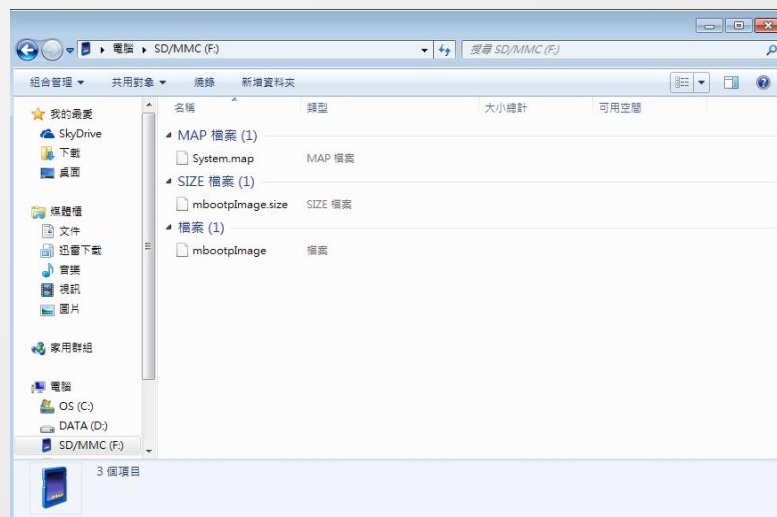 電腦 SD/MMC (F:) 搜尋 SD/MMC (F:)
組合管理 共用對象 燒錄 新增資料夾
名稱 類型 大小總計 可用空間
我的最愛
SkyDrive
下載
桌面
媒體櫃
文件
迅雷下載
音樂
視訊
圖片
家用群組
電腦
OS (C:)
DATA (D:)
SD/MMC (F:)
MAP 檔案 (1)
System.map MAP 檔案
SIZE 檔案 (1)
mbootpImage.size SIZE 檔案
檔案 (1)
mbootpImage 檔案
3 個項目